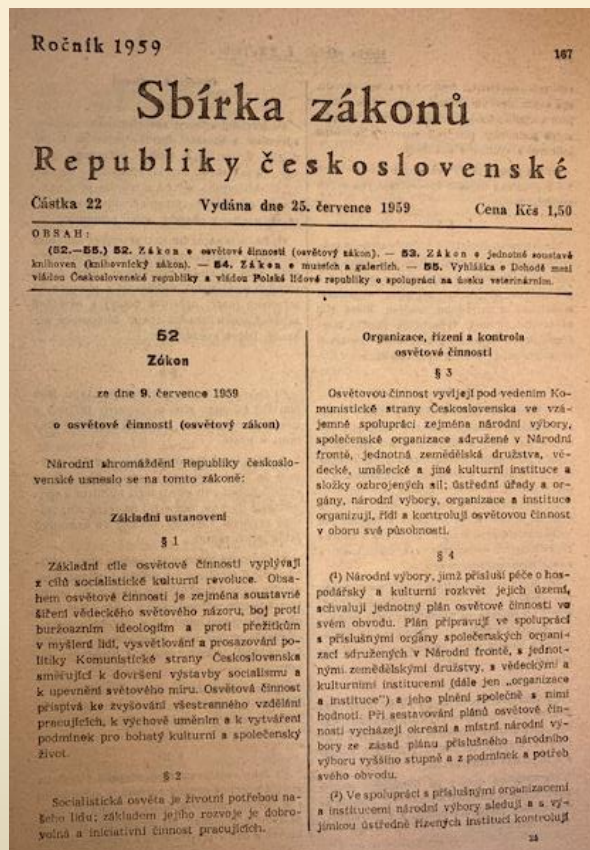 Ročník 1959
167
Sbírka zákonů
Republiky československé
Částka 22
Vydána dne 25. července 1959
Cena Kčs 1,50
OBSAH:
(52.—55.) 52. Zákon o osvětové činnosti (osvětový zákon). — 53. Zákon o jednotné soustavě
knihoven (knihovnický zákon). — 54. Zákon o museích a galeriích. — 55. Vyhláška o Dohodě mezi
vládou Československé republiky a vládou Polské lidové republiky o spolupráci na úseku veterinárním.
52
Zákon
ze dne 9. července 1959
o osvětové činnosti (osvětový zákon)
Národní shromáždění Republiky českoslo-
venské usneslo se na tomto zákoně:
Základní ustanovení
§ 1
Základní cíle osvětové činnosti vyplývají
z cílů socialistické kulturní revoluce. Obsa-
hem osvětové činnosti je zejména soustavné
šíření vědeckého světového názoru, boj proti
buržoazním ideologiím a proti přežitkům
v myšlení lidí, vysvětlování a prosazování po-
litiky Komunistické strany Československa
směřující k dovršení výstavby socialismu a
k upevnění světového míru. Osvětová činnost
přispívá ke zvyšování všestranného vzdělání
pracujících, k výchově uměním a k vytváření
podmínek pro bohatý kulturní a společenský
život.
§ 2
Socialistická osvěta je životní potřebou na-
šeho lidu; základem jejího rozvoje je dobro-
volná a iniciativní činnost pracujících.
Organizace, řízení a kontrola
osvětové činnosti
§ 3
Osvětovou činnost vyvíjejí pod vedením Ko-
munistické strany Československa ve vzá-
jemné spolupráci zejména národní výbory,
společenské organizace sdružené v Národní
frontě, jednotná zemědělská družstva, vě-
decké, umělecké a jiné kulturní instituce a
složky ozbrojených sil; ústřední úřady a or-
gány, národní výbory, organizace a instituce
organizují, řídí a kontrolují osvětovou činnost
v oboru své působnosti.
§ 4
(¹) Národní výbory, jimž přísluší péče o hos-
podářský a kulturní rozkvět jejich území,
schvalují jednotný plán osvětové činnosti ve
svém obvodu. Plán připravují ve spolupráci
s příslušnými orgány společenských organi-
zací sdružených v Národní frontě, s jednot-
nými zemědělskými družstvy, s vědeckými a
kulturními institucemi (dále jen „organizace
a instituce") a jeho plnění společně s nimi
hodnotí. Při sestavování plánů osvětové čin-
nosti vycházejí okresní a místní národní vý-
bory ze zásad plánu příslušného národního
výboru vyššího stupně a z podmínek a potřeb
svého obvodu.
(²) Ve spolupráci s příslušnými organizacemi
a institucemi národní výbory sledují a s vý-
jimkou ústředně řízených institucí kontrolují